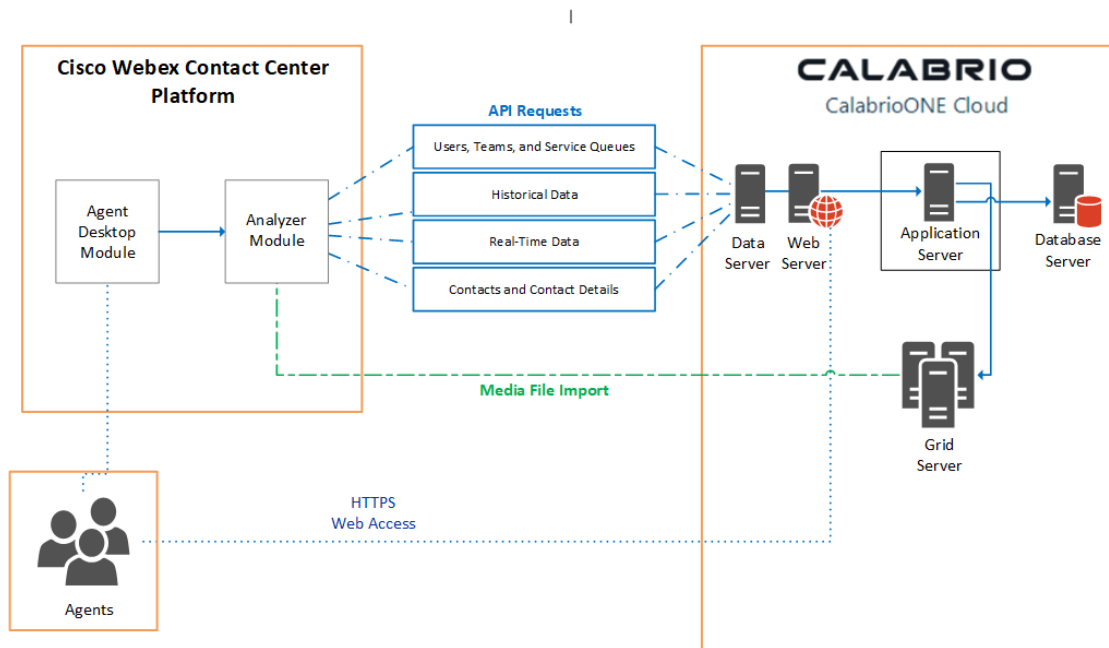 Cisco Webex Contact Center
Platform
CALABRIO
CalabrioONE Cloud
API Requests
Users, Teams, and Service Queues
Historical Data
Real-Time Data
Contacts and Contact Details
Agent
Desktop
Module
Analyzer
Module
Data
Server
Web
Server
Application
Server
Database
Server
Media File Import
Grid
Server
HTTPS
Web Access
Agents